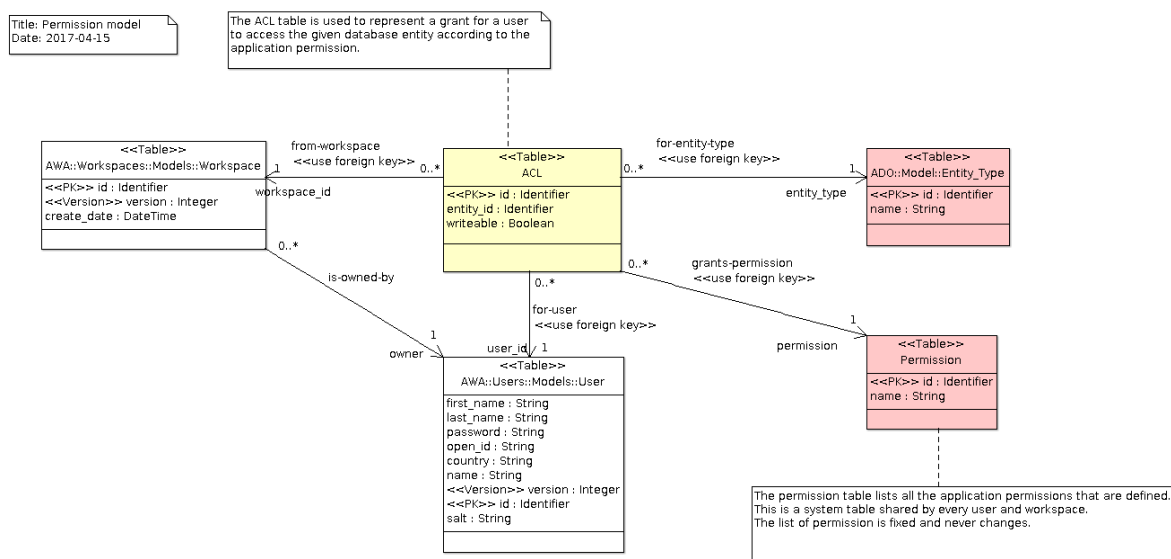 Title: Permission model
Date: 2017-04-15
The ACL table is used to represent a grant for a user
to access the given database entity according to the
application permission.
<<Table>>
AWA::Workspaces::Models::Workspace
<<PK>> id : Identifier
<<Version>> version : Integer
create_date : DateTime
from-workspace
<<use foreign key>>
1
0..*
workspace_id
<<Table>>
ACL
<<PK>> id : Identifier
entity_id : Identifier
writeable : Boolean
for-entity-type
<<use foreign key>>
0..*
1
entity_type
<<Table>>
ADO::Model::Entity_Type
<<PK>> id : Identifier
name : String
0..*
is-owned-by
1
owner
0..*
for-user
<<use foreign key>>
user_id
1
grants-permission
0..*
<<use foreign key>>
1
permission
<<Table>>
Permission
<<PK>> id : Identifier
name : String
<<Table>>
AWA::Users::Models::User
first_name : String
last_name : String
password : String
open_id : String
country : String
name : String
<<Version>> version : Integer
<<PK>> id : Identifier
salt : String
The permission table lists all the application permissions that are defined.
This is a system table shared by every user and workspace.
The list of permission is fixed and never changes.